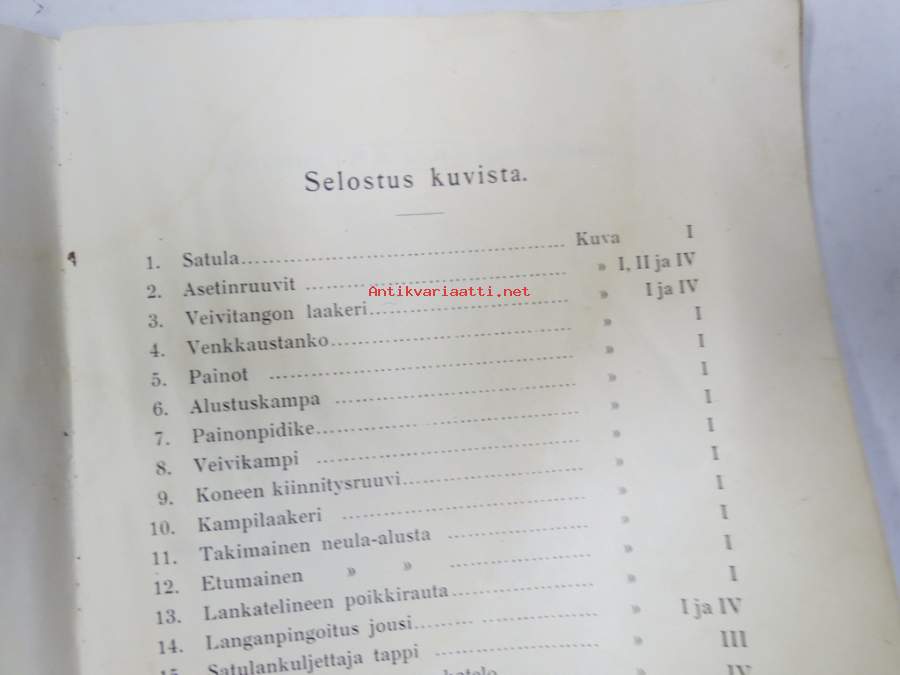 Selostus kuvista.
1. Satula.......... Kuva I
2. Asetinruuvit .......... » I, II ja IV
3. Veivitangon laakeri.......... » I ja IV
4. Venkkaustanko.......... » I
5. Painot .......... » I
6. Alustuskampa .......... » I
7. Painonpidike.......... » I
8. Veivikampi .......... » I
9. Koneen kiinnitysruuvi.......... » I
10. Kampilaakeri .......... » I
11. Takimainen neula-alusta .......... » I
12. Etumainen » » .......... » I
13. Lankatelineen poikkirauta.......... » I
14. Langanpingoitus jousi.......... » I ja IV
15. Satulankuljettaja tappi .......... » III
» IV
Antikvariaatti.net